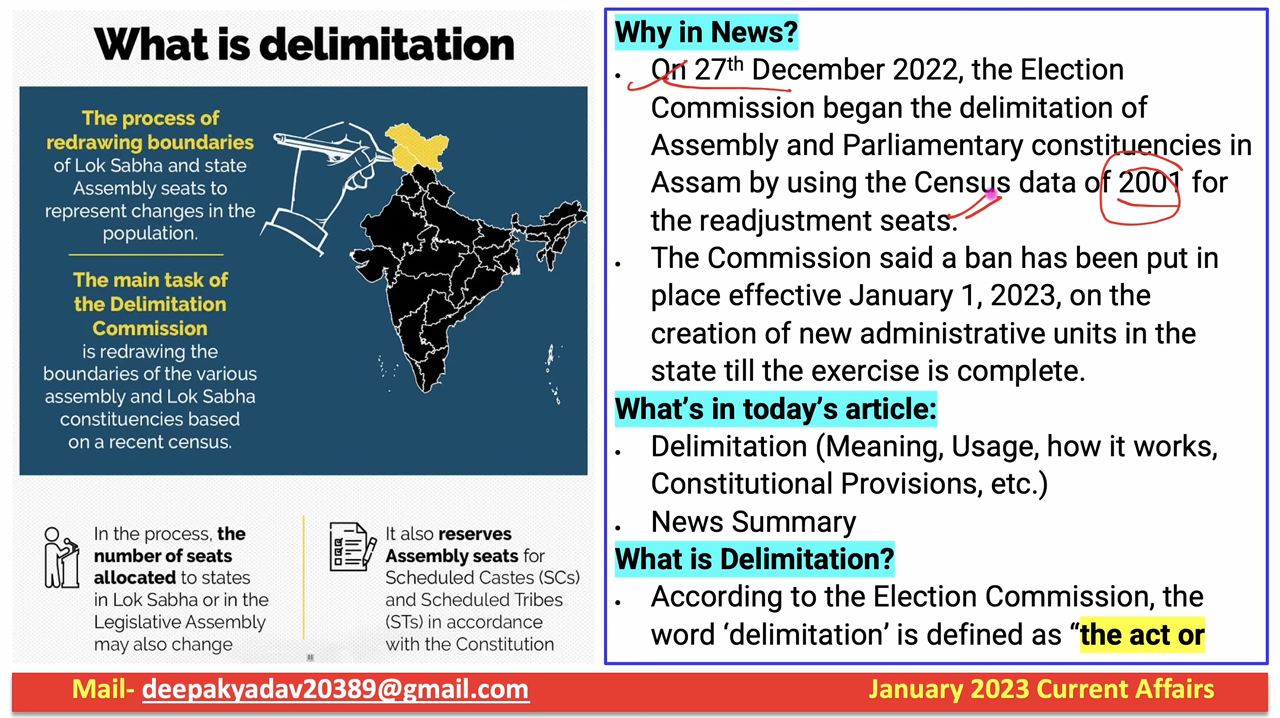 What is delimitation
The process of
redrawing boundaries
of Lok Sabha and state
Assembly seats to
represent changes in the
population.
The main task of
the Delimitation
Commission
is redrawing the
boundaries of the various
assembly and Lok Sabha
constituencies based
on a recent census.
In the process, the
number of seats
allocated to states
in Lok Sabha or in the
Legislative Assembly
may also change
It also reserves
Assembly seats for
Scheduled Castes (SCs)
and Scheduled Tribes
(STs) in accordance
with the Constitution
Why in News?
• On 27th December 2022, the Election
Commission began the delimitation of
Assembly and Parliamentary constituencies in
Assam by using the Census data of 2001 for
the readjustment seats.
• The Commission said a ban has been put in
place effective January 1, 2023, on the
creation of new administrative units in the
state till the exercise is complete.
What’s in today’s article:
• Delimitation (Meaning, Usage, how it works,
Constitutional Provisions, etc.)
• News Summary
What is Delimitation?
• According to the Election Commission, the
word ‘delimitation’ is defined as “the act or
Mail- deepakyadav20389@gmail.com
January 2023 Current Affairs